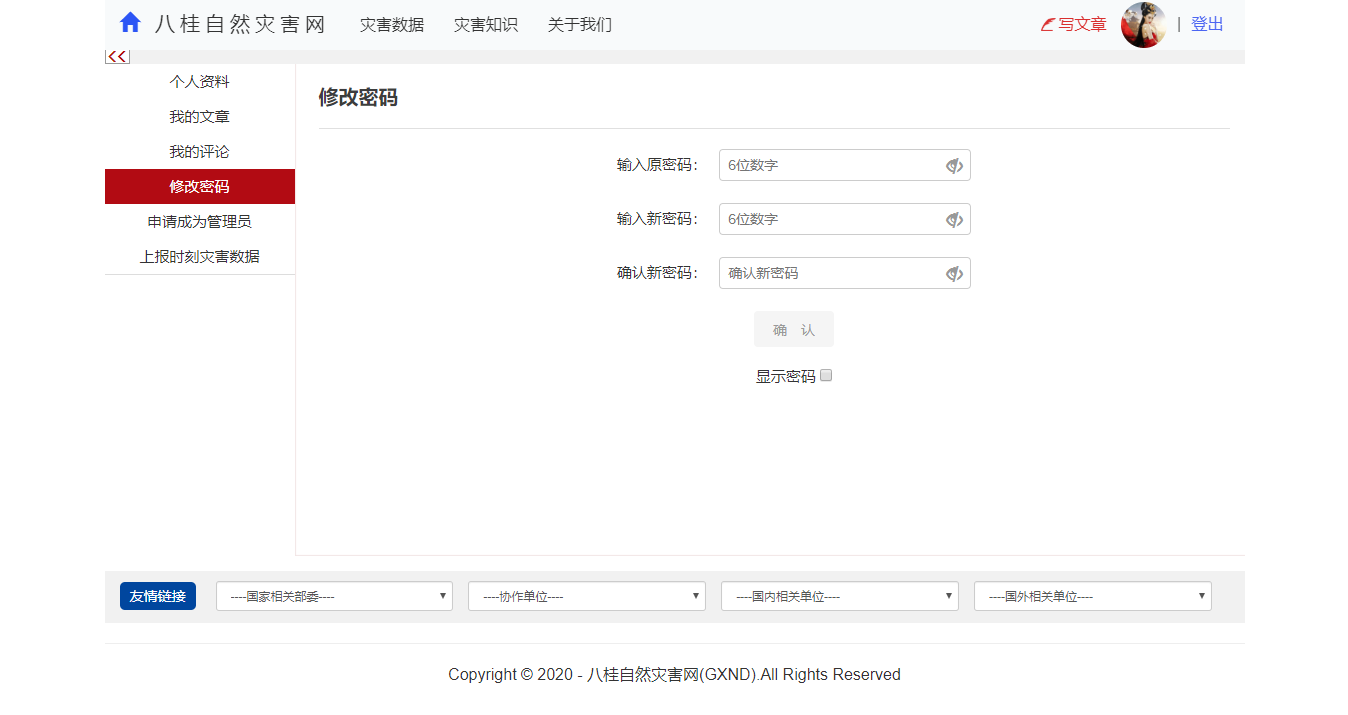 八桂自然灾害网 灾害数据 灾害知识 关于我们 写文章 | 登出
<<
个人资料
我的文章
我的评论
修改密码
申请成为管理员
上报时刻灾害数据
修改密码
输入原密码： 6位数字
输入新密码： 6位数字
确认新密码： 确认新密码
确 认
显示密码
友情链接 ----国家相关部委---- ----协作单位---- ----国内相关单位---- ----国外相关单位----
Copyright © 2020 - 八桂自然灾害网(GXND).All Rights Reserved